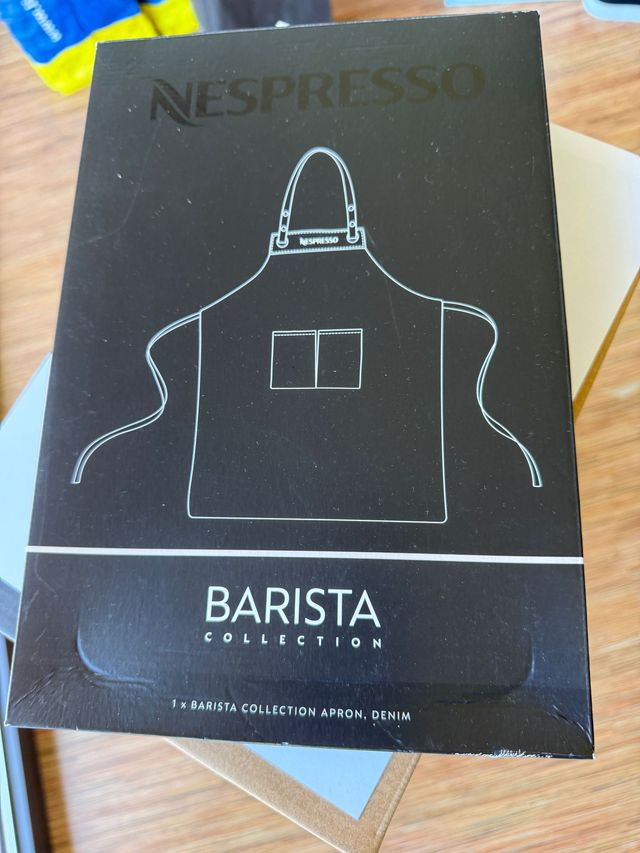 NESPRESSO
NESPRESSO
BARISTA
COLLECTION
1 x BARISTA COLLECTION APRON, DENIM